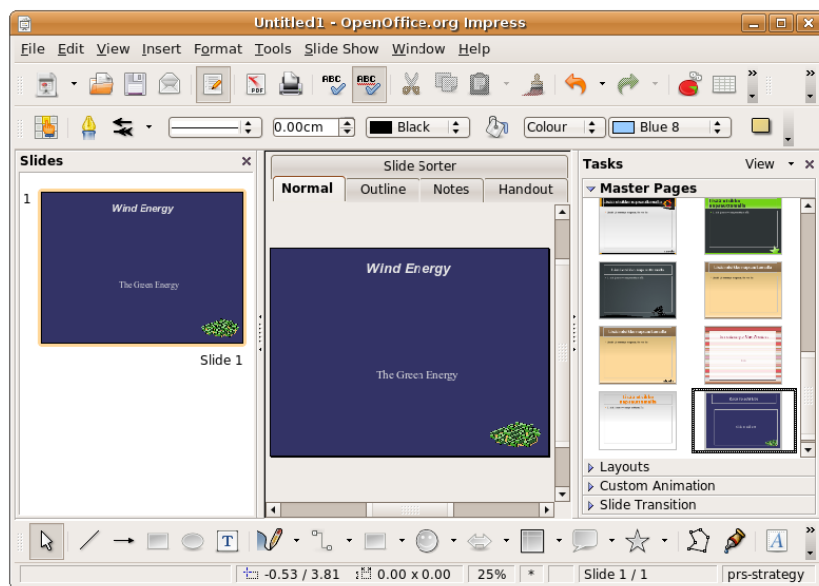 Untitled1 - OpenOffice.org Impress
File Edit View Insert Format Tools Slide Show Window Help
PDF ABC ABC
0.00cm Black Colour Blue 8
Slides
Slide Sorter
Tasks View
Normal Outline Notes Handout
Master Pages
1
Wind Energy
The Green Energy
Slide 1
Wind Energy
The Green Energy
Layouts
Custom Animation
Slide Transition
T A
-0.53 / 3.81 0.00 x 0.00 25% * Slide 1 / 1 prs-strategy